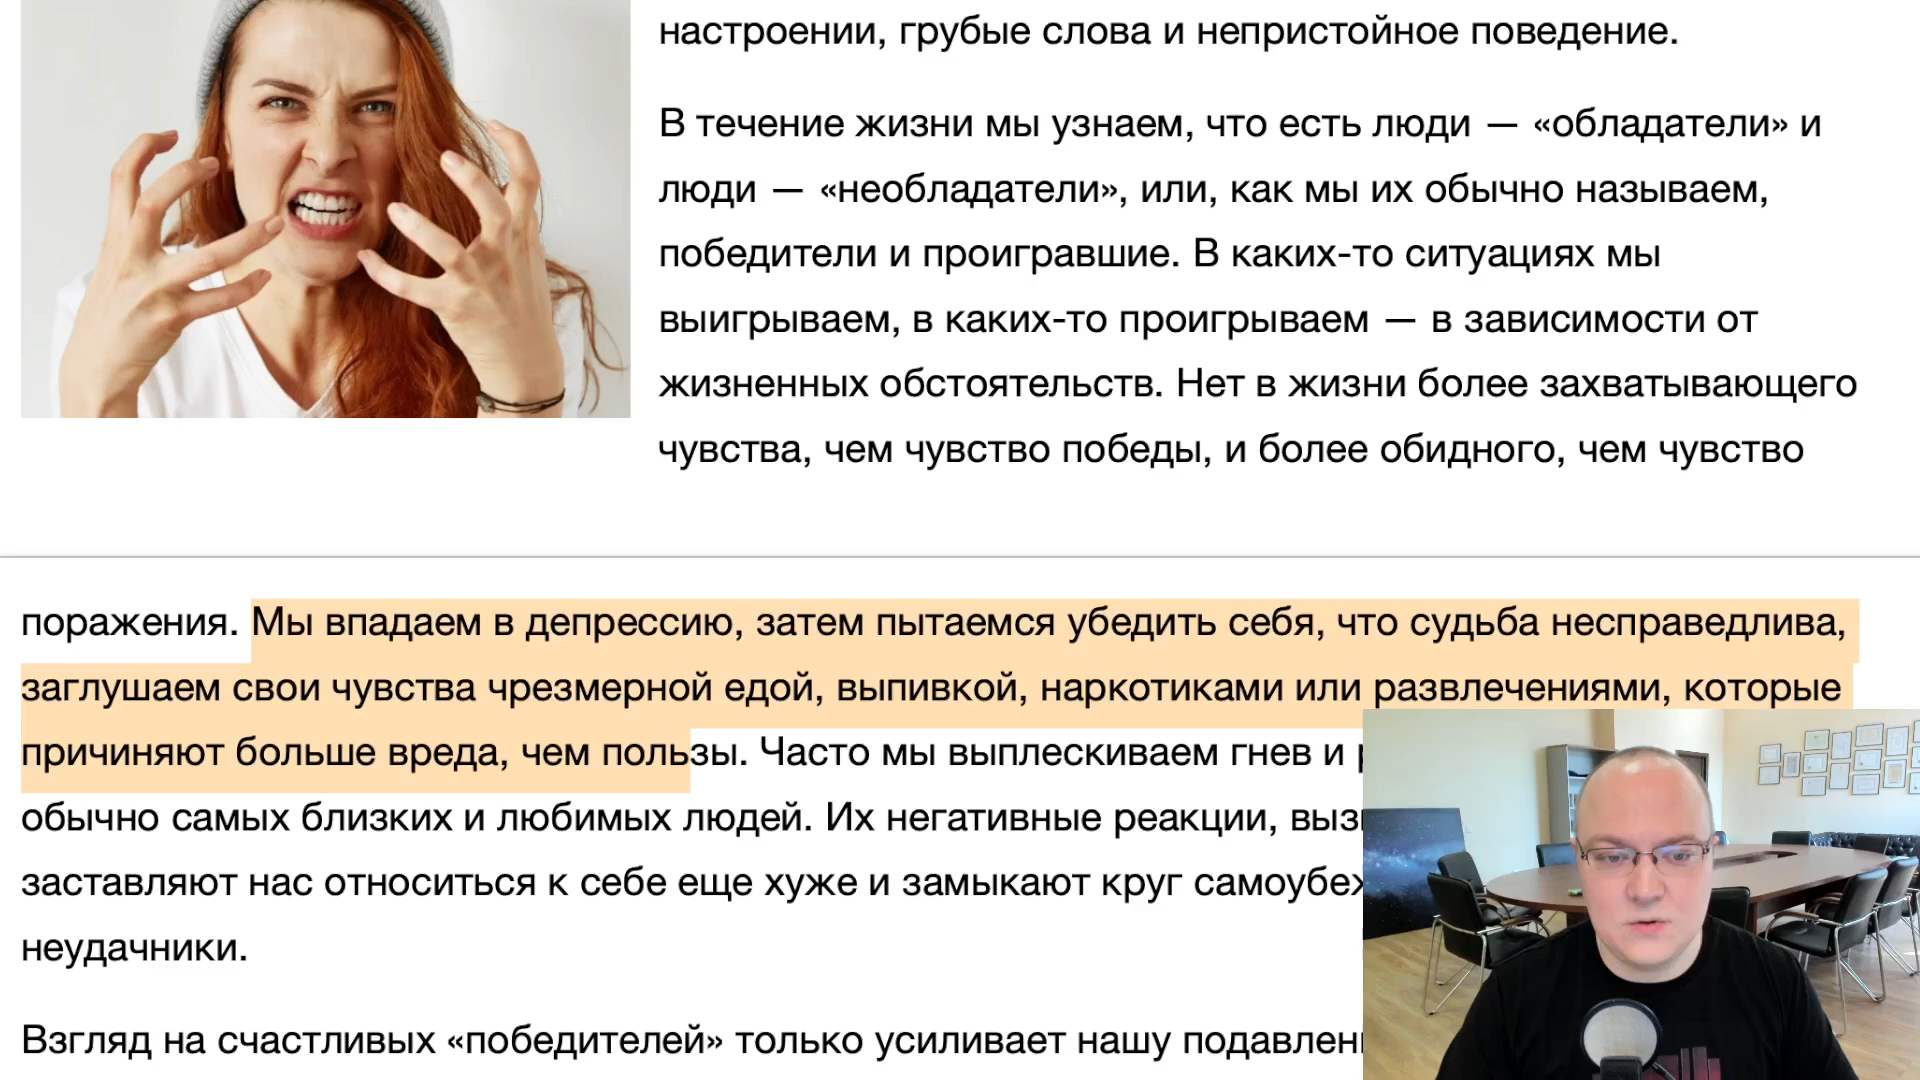 настроении, грубые слова и непристойное поведение.
В течение жизни мы узнаем, что есть люди — «обладатели» и
люди — «необладатели», или, как мы их обычно называем,
победители и проигравшие. В каких-то ситуациях мы
выигрываем, в каких-то проигрываем — в зависимости от
жизненных обстоятельств. Нет в жизни более захватывающего
чувства, чем чувство победы, и более обидного, чем чувство
поражения. Мы впадаем в депрессию, затем пытаемся убедить себя, что судьба несправедлива,
заглушаем свои чувства чрезмерной едой, выпивкой, наркотиками или развлечениями, которые
причиняют больше вреда, чем пользы. Часто мы выплескиваем гнев и
обычно самых близких и любимых людей. Их негативные реакции,
заставляют нас относиться к себе еще хуже и замыкают круг
неудачники.
Взгляд на счастливых «победителей» только усиливает нашу